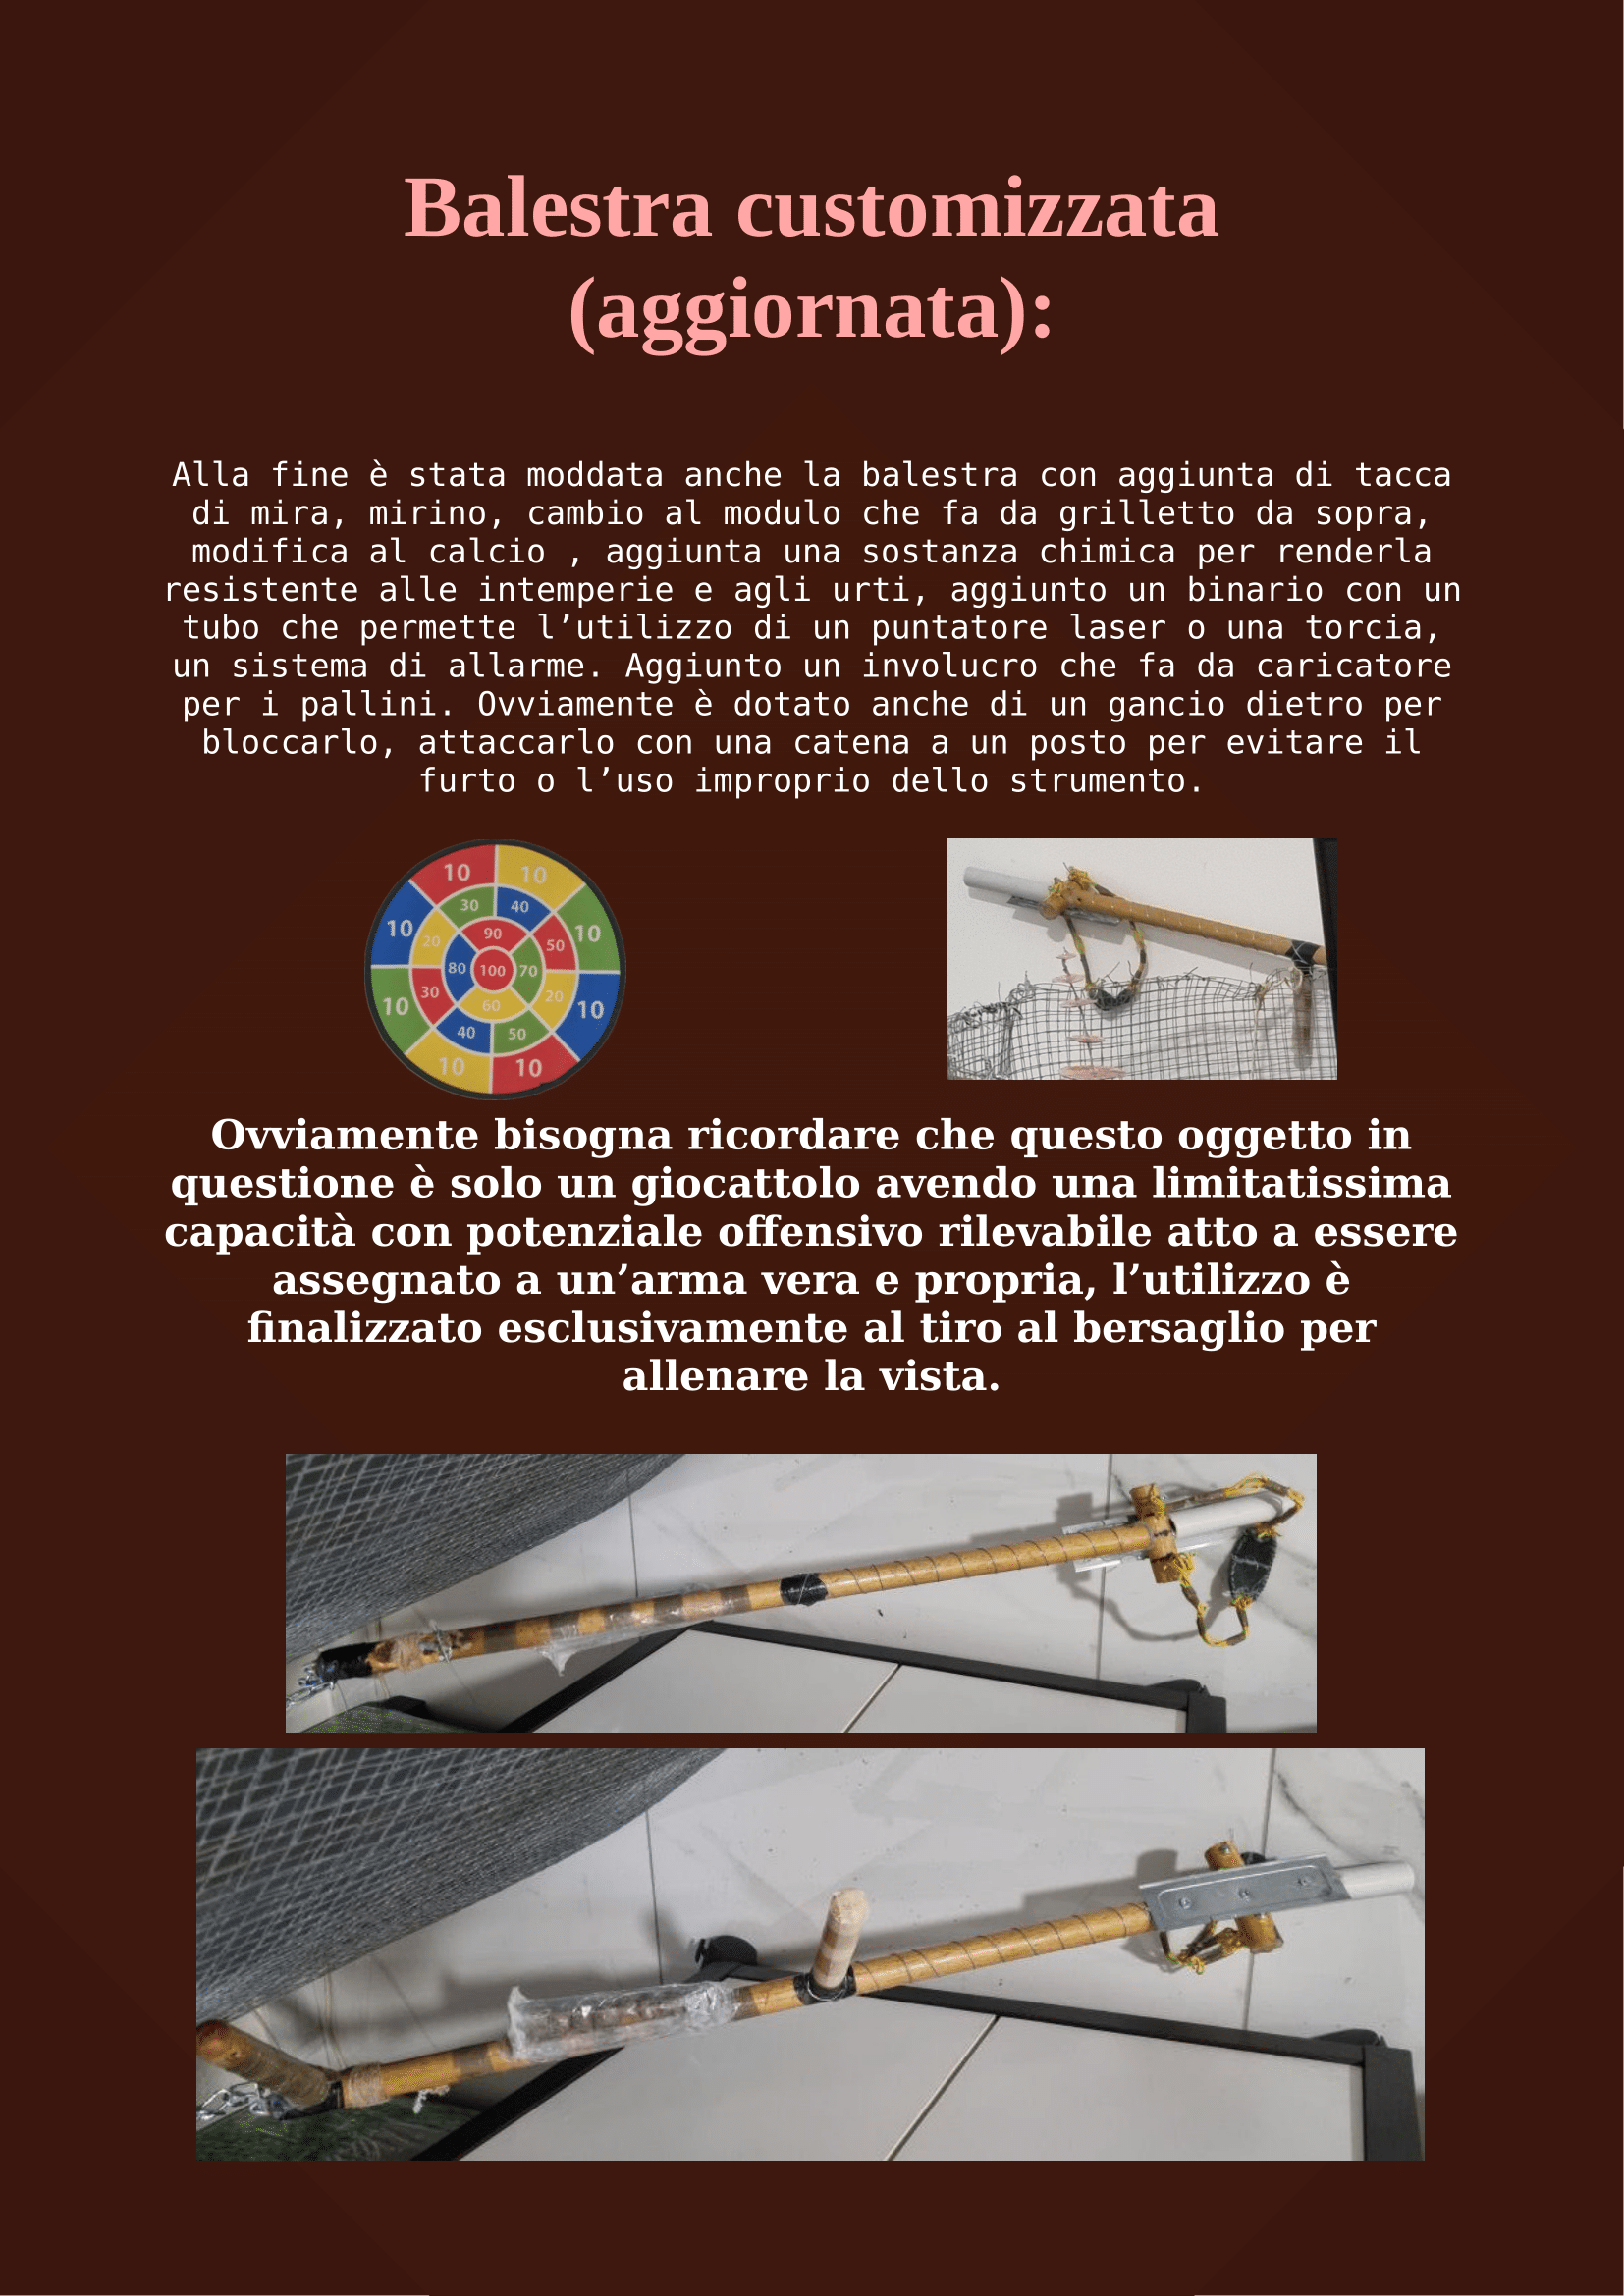 Balestra customizzata
(aggiornata):
Alla fine è stata moddata anche la balestra con aggiunta di tacca
di mira, mirino, cambio al modulo che fa da grilletto da sopra,
modifica al calcio , aggiunta una sostanza chimica per renderla
resistente alle intemperie e agli urti, aggiunto un binario con un
tubo che permette l’utilizzo di un puntatore laser o una torcia,
un sistema di allarme. Aggiunto un involucro che fa da caricatore
per i pallini. Ovviamente è dotato anche di un gancio dietro per
bloccarlo, attaccarlo con una catena a un posto per evitare il
furto o l’uso improprio dello strumento.
10 10
30 40
10 20 90 50 10
80 100 70
10 30 60 20 10
40 50
10 10
Ovviamente bisogna ricordare che questo oggetto in
questione è solo un giocattolo avendo una limitatissima
capacità con potenziale offensivo rilevabile atto a essere
assegnato a un’arma vera e propria, l’utilizzo è
finalizzato esclusivamente al tiro al bersaglio per
allenare la vista.